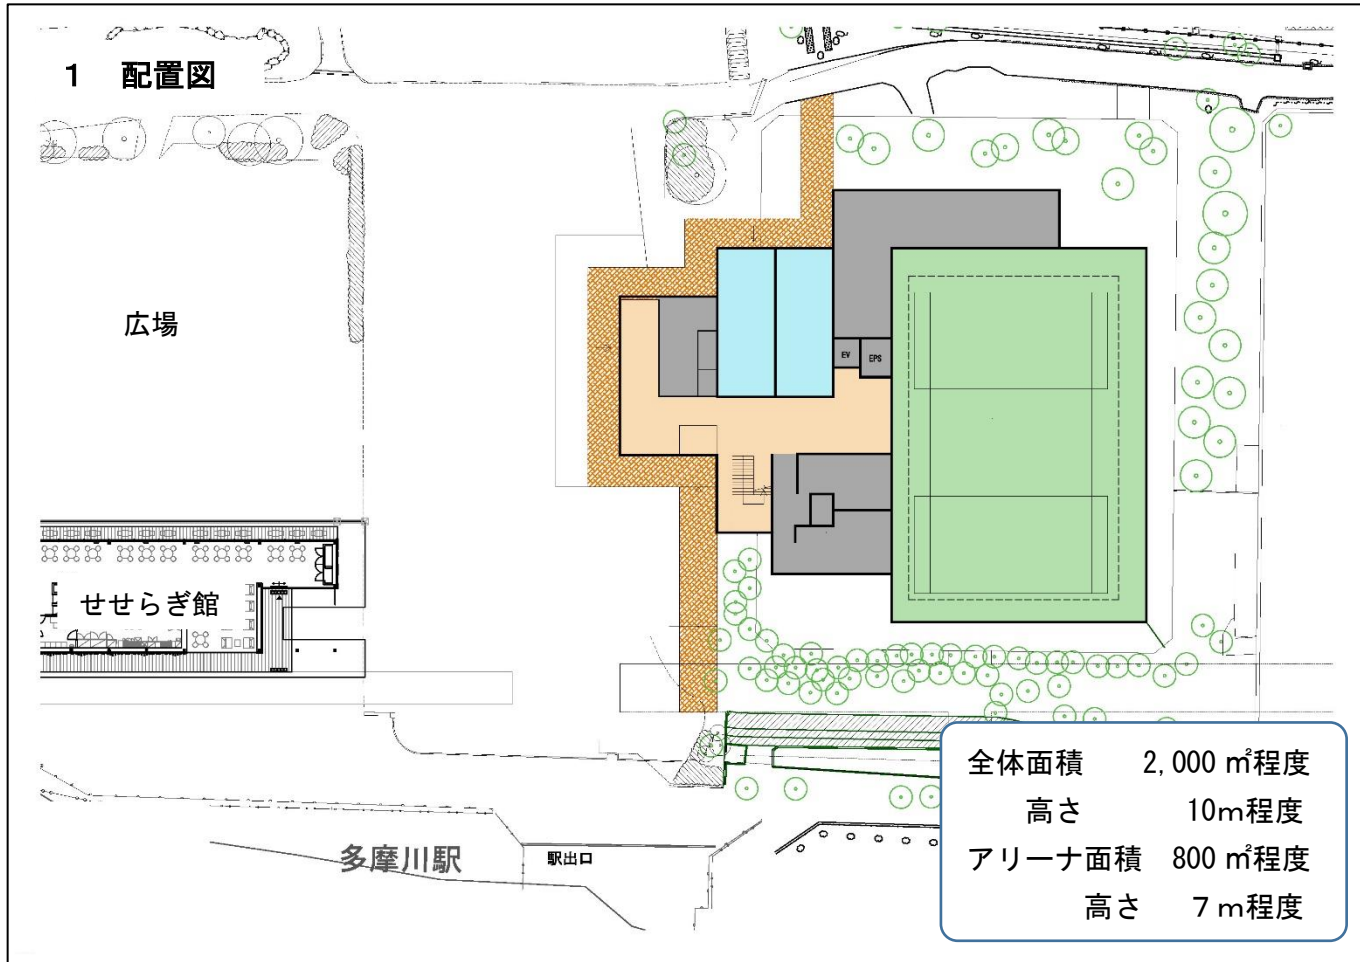 1 配置図
広場
EV
EPS
せせらぎ館
全体面積 2,000 ㎡程度
高さ 10m程度
アリーナ面積 800 ㎡程度
高さ 7m程度
多摩川駅
駅出口